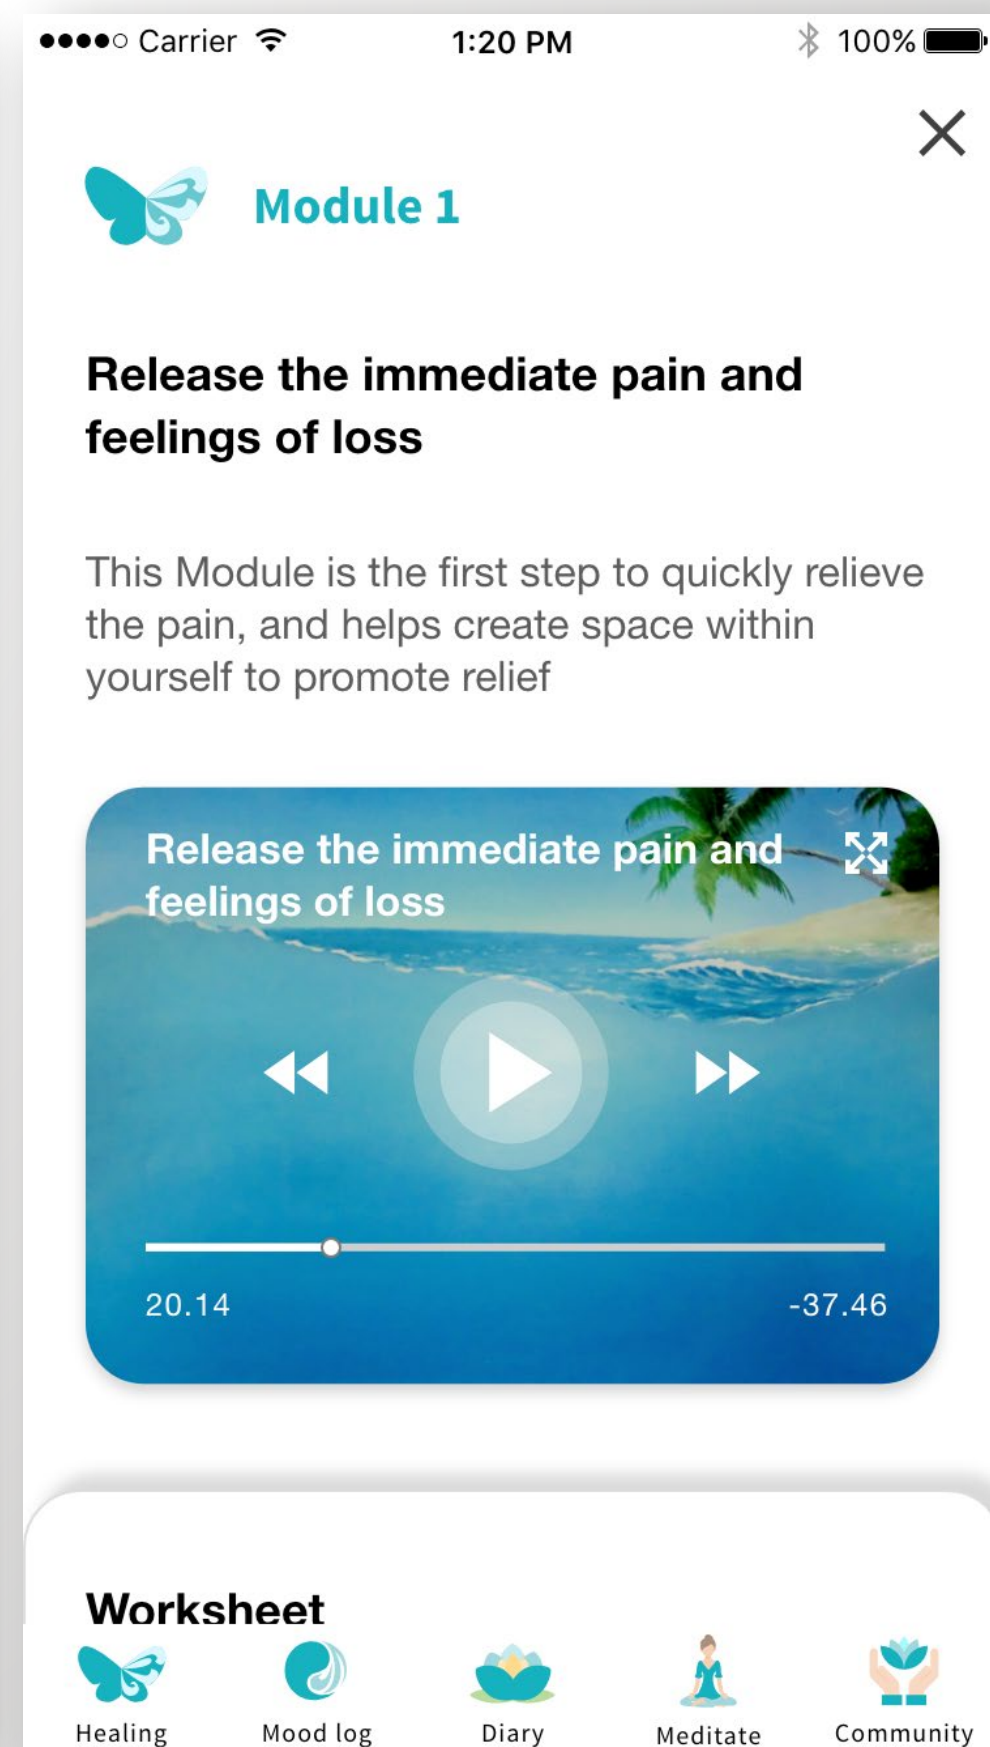 Carrier 1:20 PM 100%
Module 1
Release the immediate pain and
feelings of loss
This Module is the first step to quickly relieve
the pain, and helps create space within
yourself to promote relief
Release the immediate pain and
feelings of loss
20.14 -37.46
Worksheet
Healing Mood log Diary Meditate Community